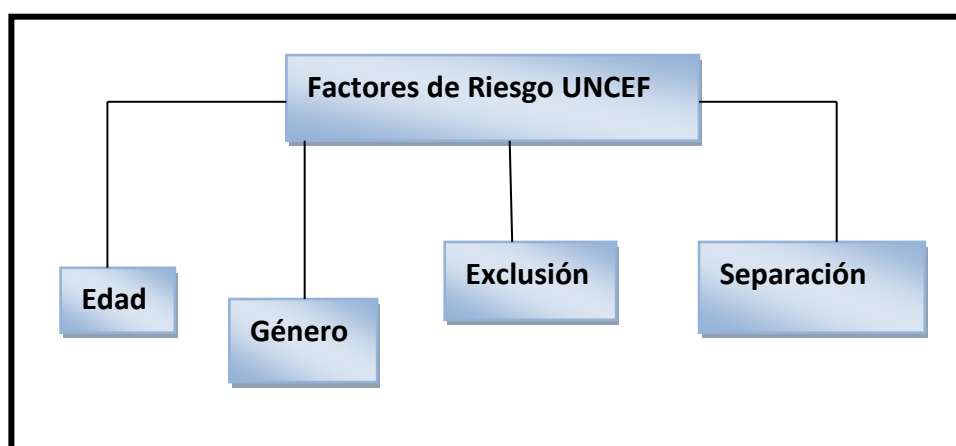 Factores de Riesgo UNCEF
Edad
Género
Exclusión
Separación